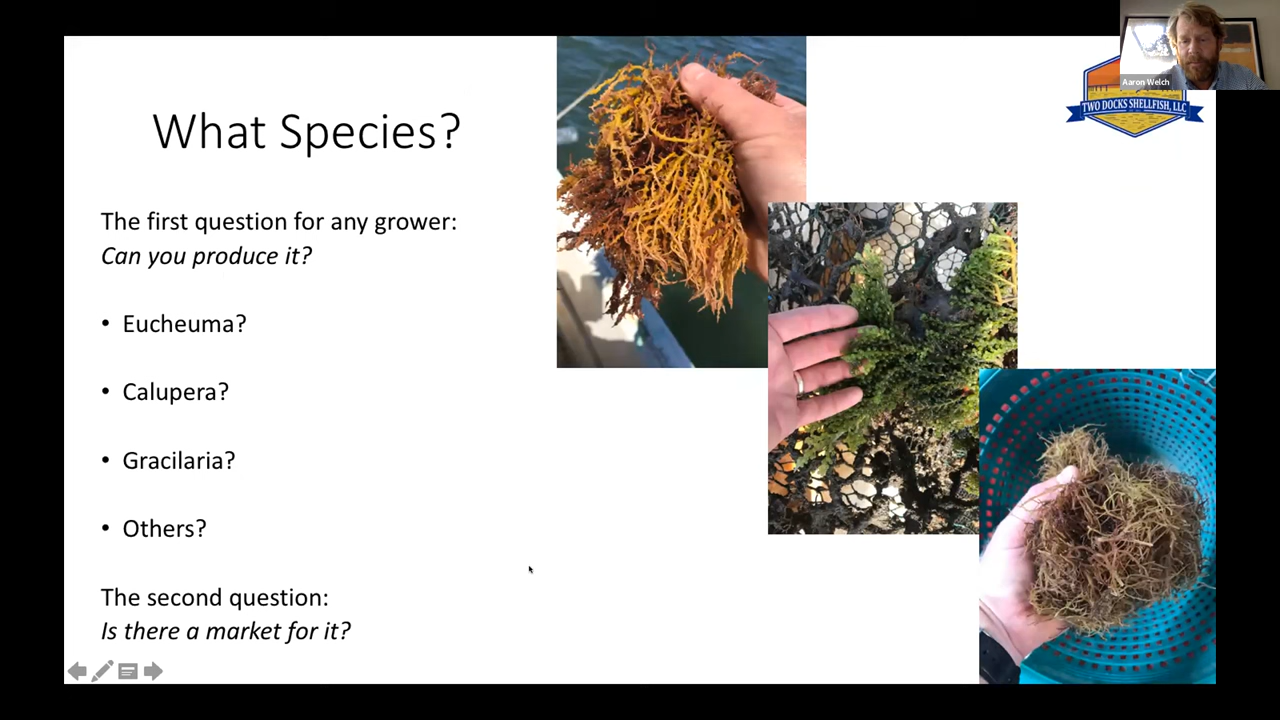 Aaron Welch
TWO DOCKS SHELLFISH, LLC
What Species?
The first question for any grower:
Can you produce it?
• Eucheuma?
• Calupera?
• Gracilaria?
• Others?
The second question:
Is there a market for it?